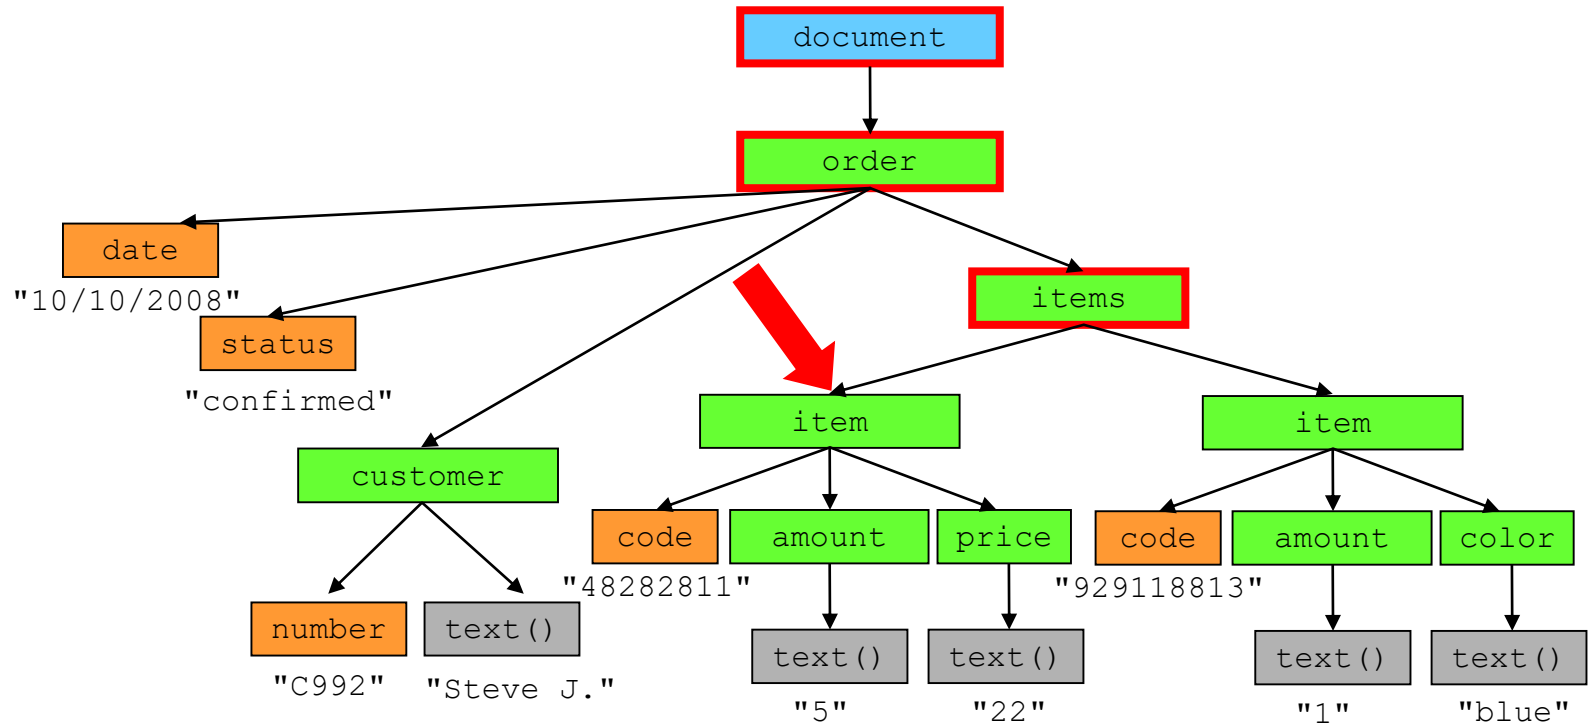 document
order
date
"10/10/2008"
items
status
"confirmed"
item
item
customer
code
amount
price
code
amount
color
"48282811"
"929118813"
number
text()
text()
text()
text()
text()
"C992"
"Steve J."
"5"
"22"
"1"
"blue"